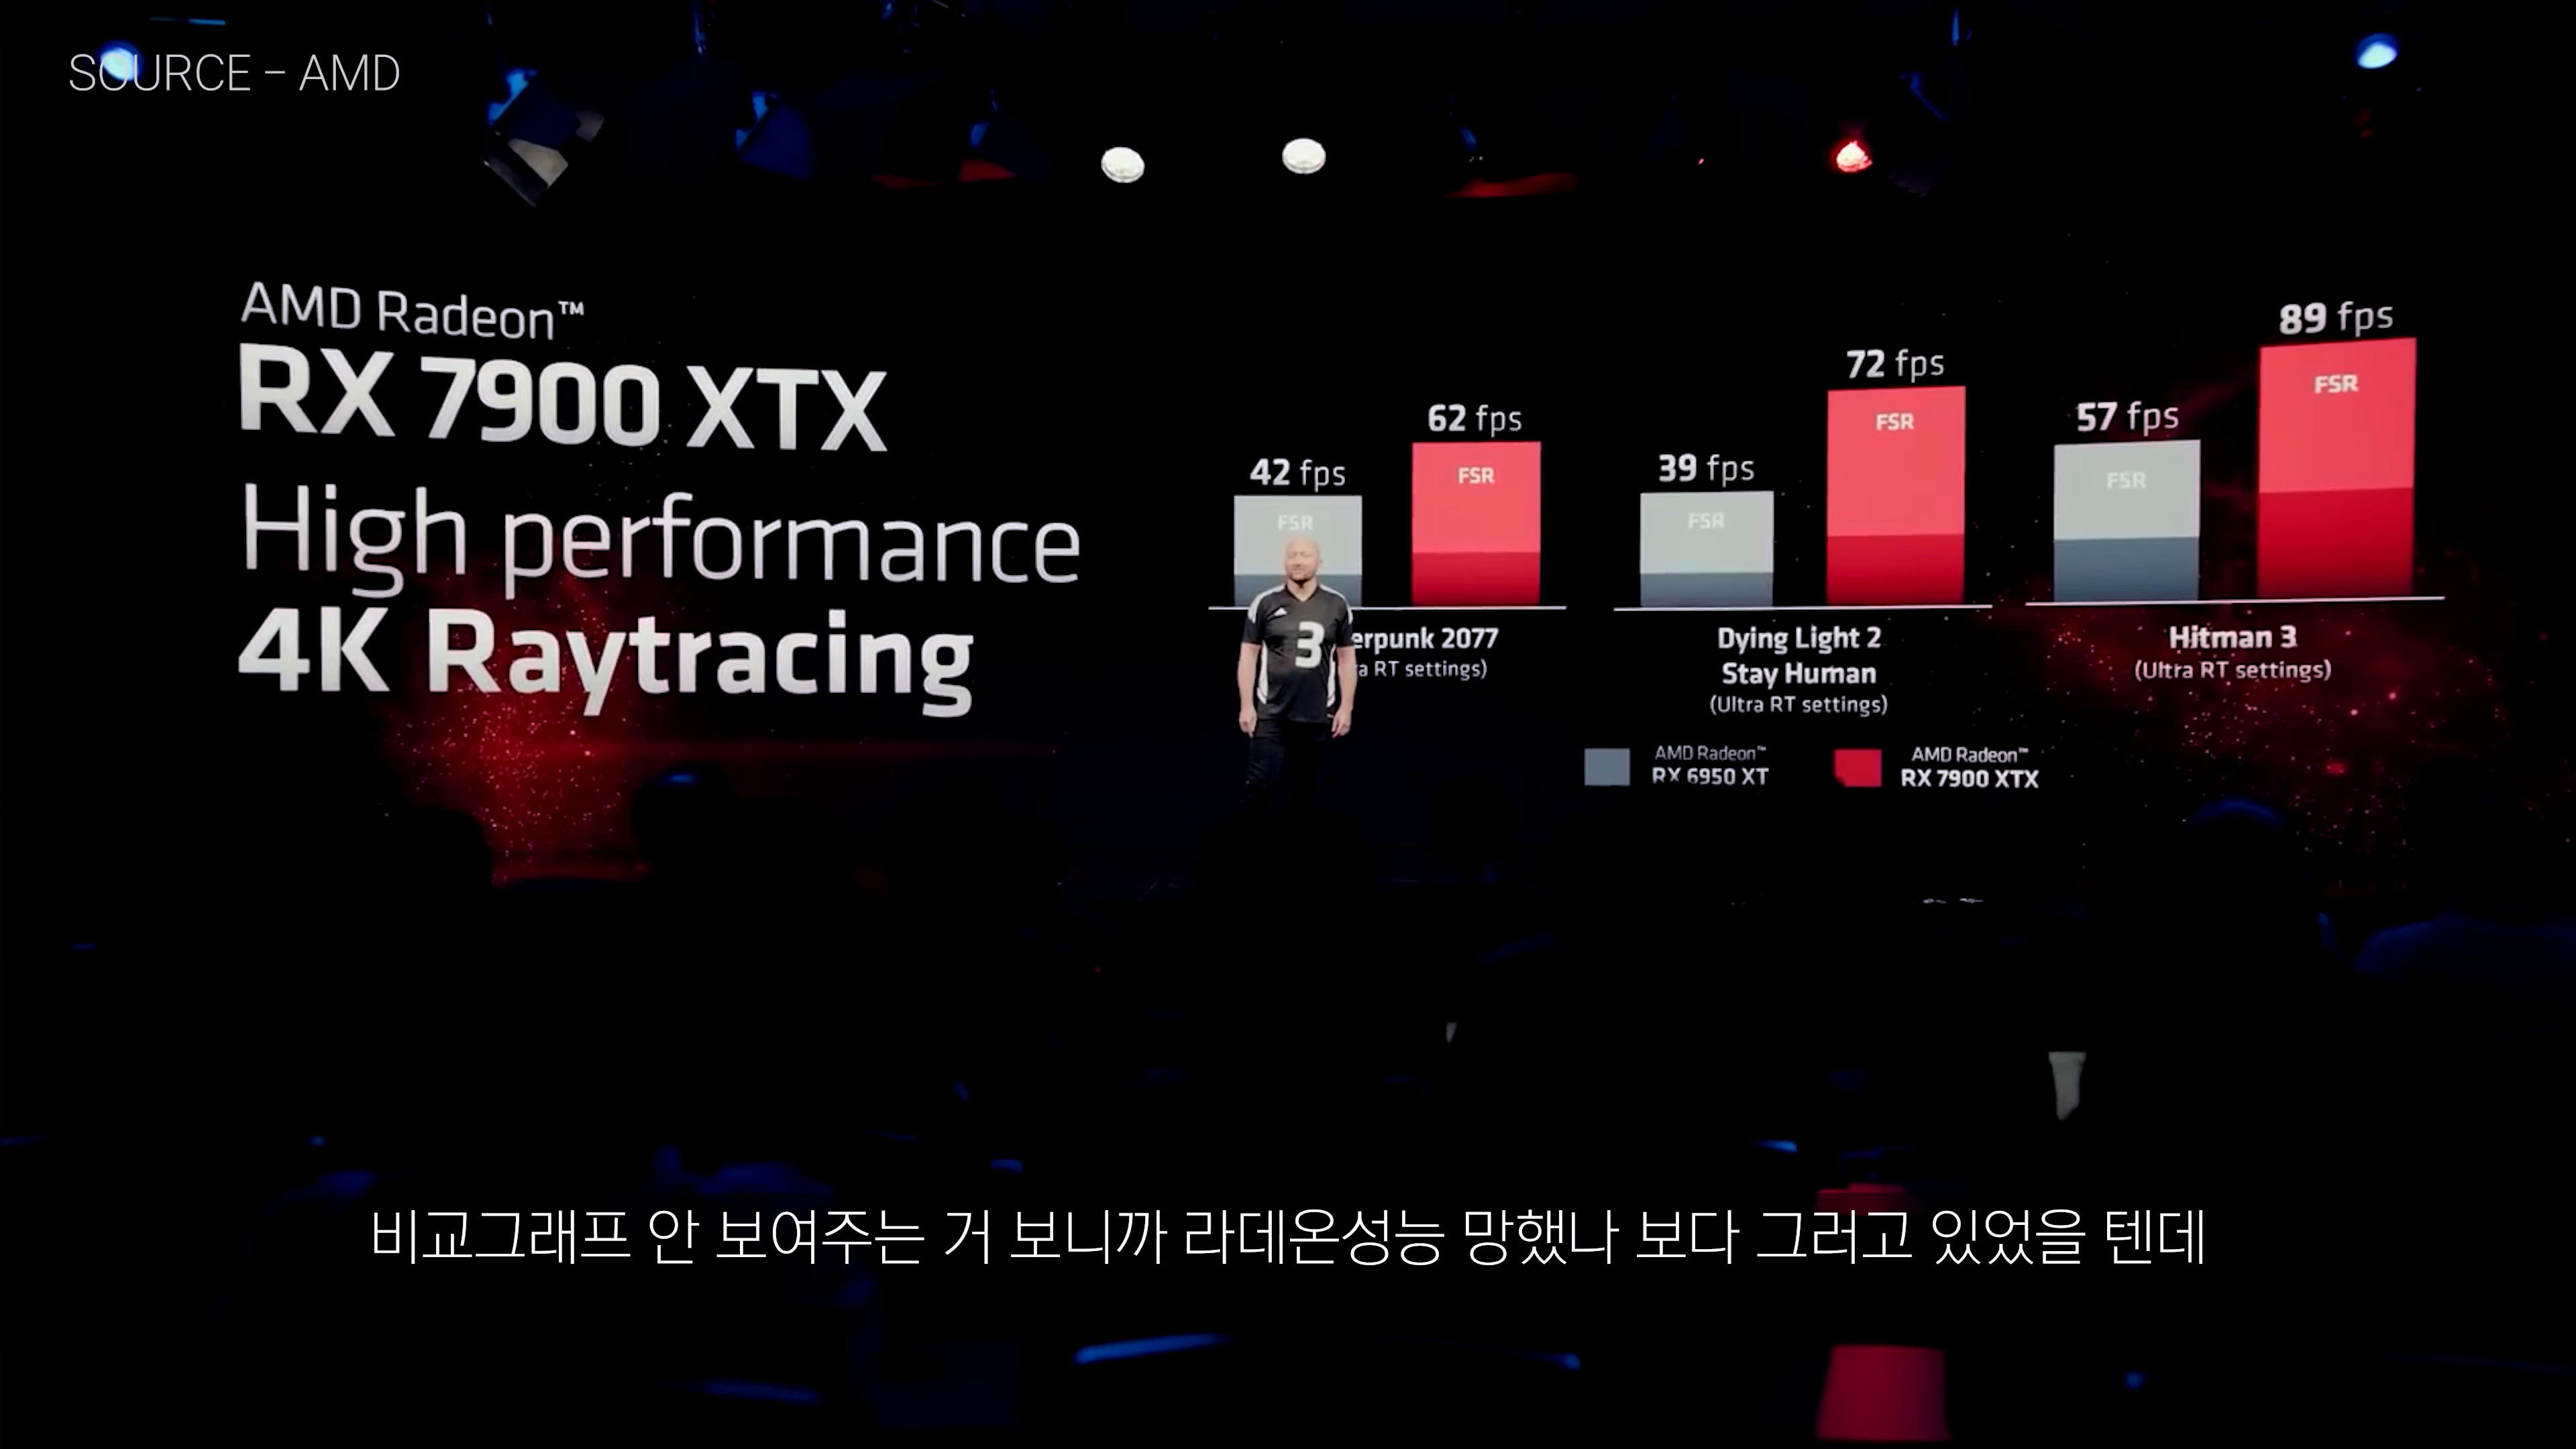 SOURCE – AMD
AMD Radeon™
RX 7900 XTX
High performance
4K Raytracing
42 fps
62 fps
39 fps
72 fps
57 fps
89 fps
FSR
FSR
FSR
FSR
FSR
FSR
erpunk 2077
a RT settings)
Dying Light 2
Stay Human
(Ultra RT settings)
Hitman 3
(Ultra RT settings)
AMD Radeon™
RX 6950 XT
AMD Radeon™
RX 7900 XTX
3
비교그래프 안 보여주는 거 보니까 라데온성능 망했나 보다 그러고 있었을 텐데